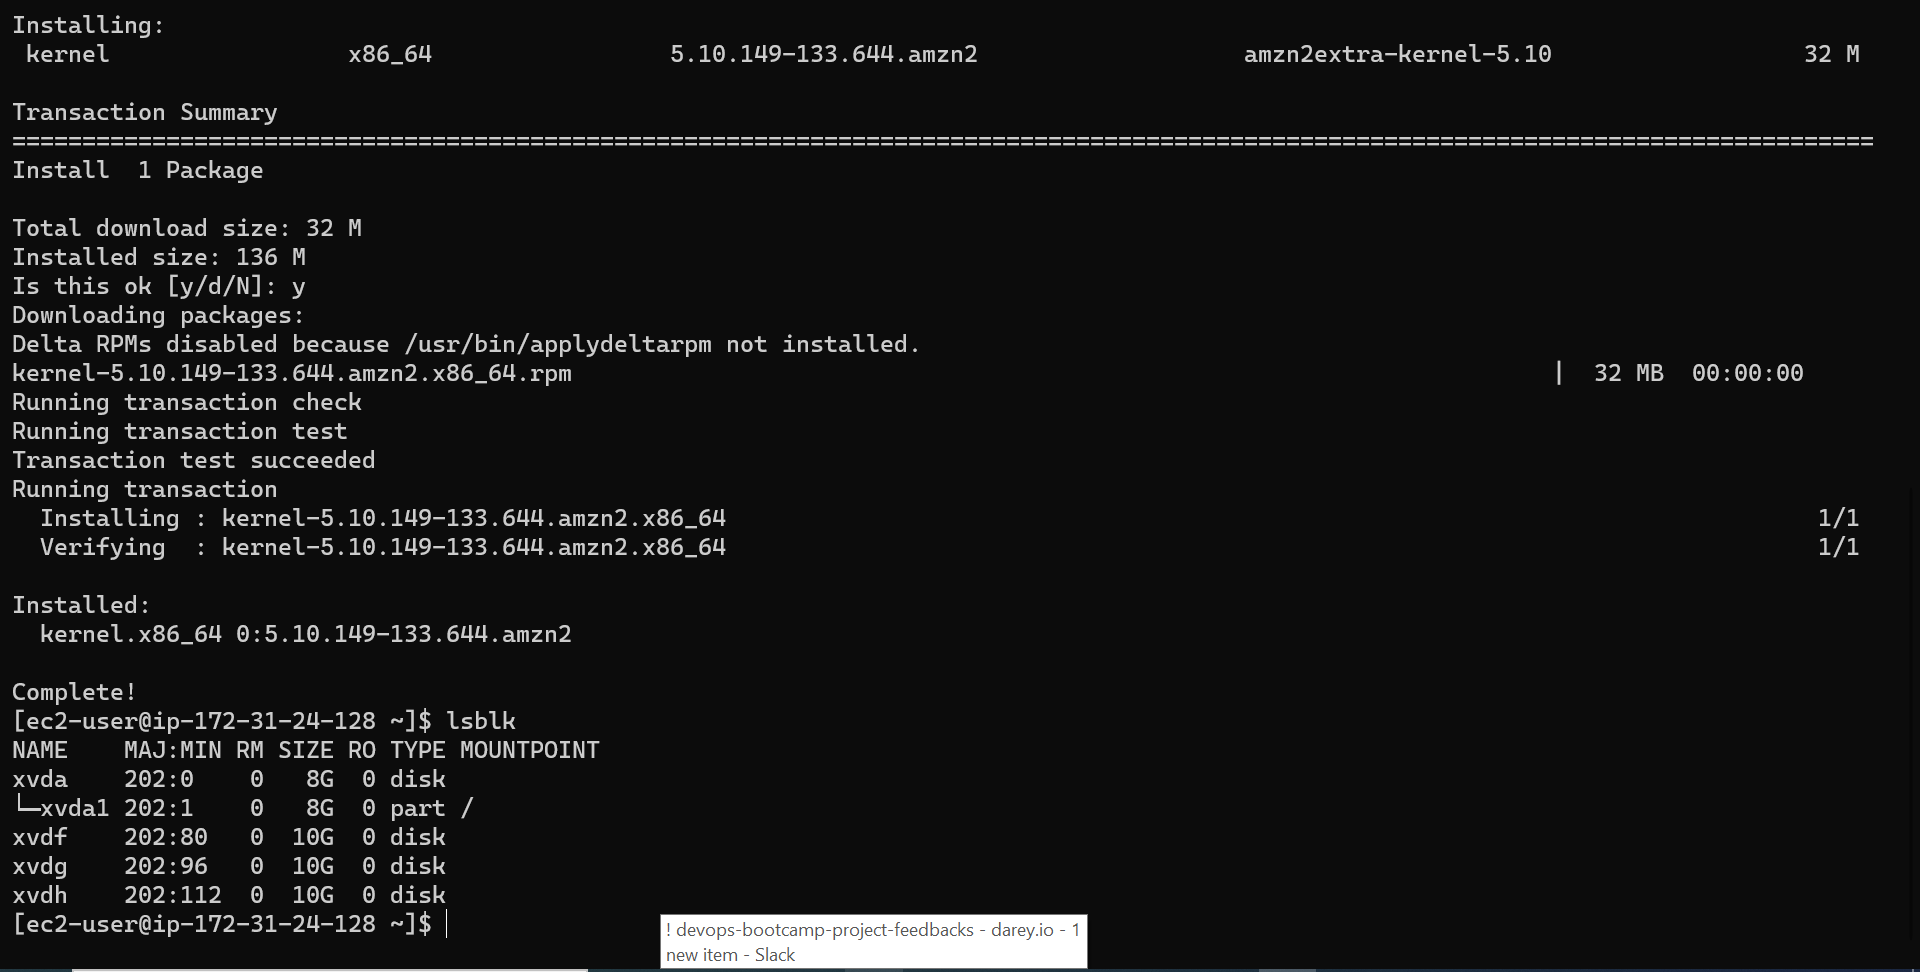 Installing:
 kernel                 x86_64                 5.10.149-133.644.amzn2                   amzn2extra-kernel-5.10                  32 M

Transaction Summary
=====================================================================================================================================
Install  1 Package

Total download size: 32 M
Installed size: 136 M
Is this ok [y/d/N]: y
Downloading packages:
Delta RPMs disabled because /usr/bin/applydeltarpm not installed.
kernel-5.10.149-133.644.amzn2.x86_64.rpm                                                                      |  32 MB  00:00:00
Running transaction check
Running transaction test
Transaction test succeeded
Running transaction
  Installing : kernel-5.10.149-133.644.amzn2.x86_64                                                                              1/1
  Verifying  : kernel-5.10.149-133.644.amzn2.x86_64                                                                              1/1

Installed:
  kernel.x86_64 0:5.10.149-133.644.amzn2

Complete!
[ec2-user@ip-172-31-24-128 ~]$ lsblk
NAME    MAJ:MIN RM SIZE RO TYPE MOUNTPOINT
xvda    202:0    0   8G  0 disk
└─xvda1 202:1    0   8G  0 part /
xvdf    202:80   0  10G  0 disk
xvdg    202:96   0  10G  0 disk
xvdh    202:112  0  10G  0 disk
[ec2-user@ip-172-31-24-128 ~]$
! devops-bootcamp-project-feedbacks - darey.io - 1
new item - Slack